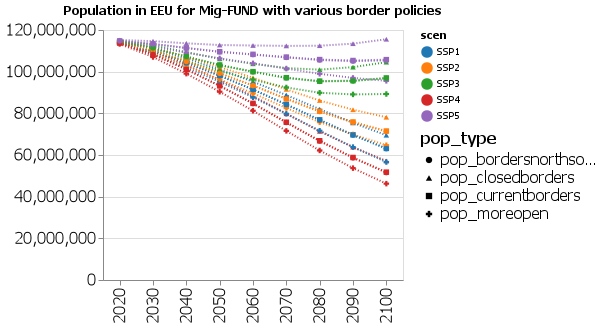 Population in EEU for Mig-FUND with various border policies
120,000,000
100,000,000
80,000,000
60,000,000
40,000,000
20,000,000
0
2020
2030
2040
2050
2060
2070
2080
2090
2100
scen
SSP1
SSP2
SSP3
SSP4
SSP5
pop_type
pop_bordersnorthso...
pop_closedborders
pop_currentborders
pop_moreopen